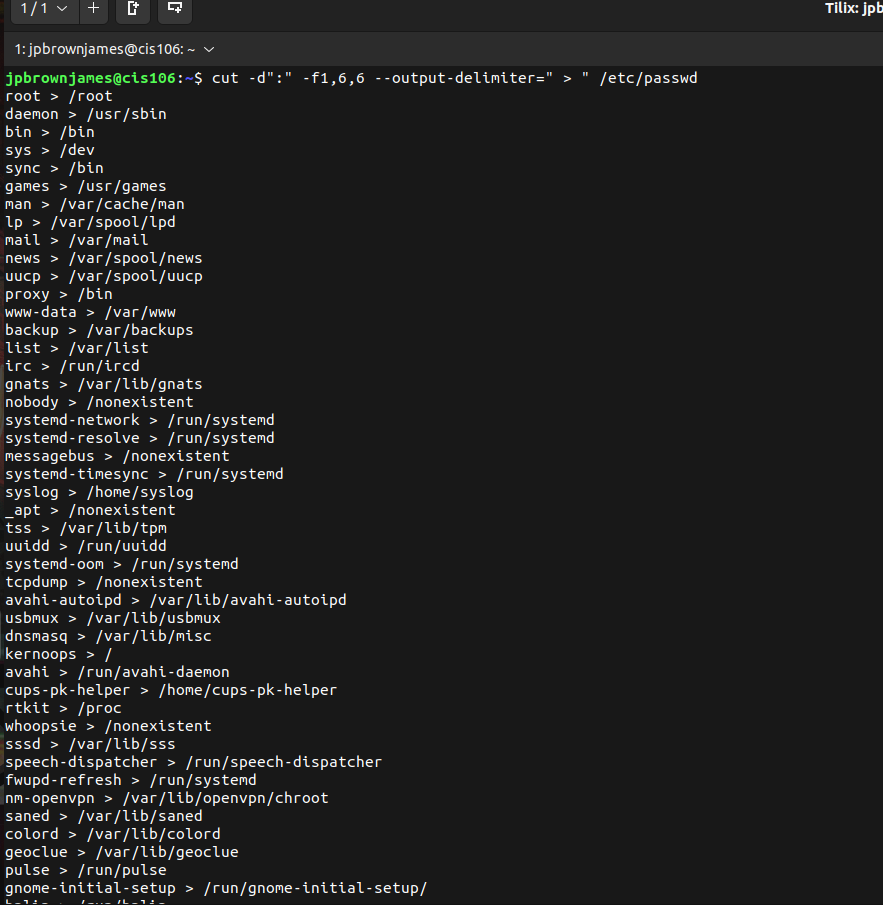 1 / 1
Tilix: jpb
1: jpbrownjames@cis106: ~
jpbrownjames@cis106:~$ cut -d":" -f1,6,6 --output-delimiter=" > " /etc/passwd
root > /root
daemon > /usr/sbin
bin > /bin
sys > /dev
sync > /bin
games > /usr/games
man > /var/cache/man
lp > /var/spool/lpd
mail > /var/mail
news > /var/spool/news
uucp > /var/spool/uucp
proxy > /bin
www-data > /var/www
backup > /var/backups
list > /var/list
irc > /run/ircd
gnats > /var/lib/gnats
nobody > /nonexistent
systemd-network > /run/systemd
systemd-resolve > /run/systemd
messagebus > /nonexistent
systemd-timesync > /run/systemd
syslog > /home/syslog
_apt > /nonexistent
tss > /var/lib/tpm
uuidd > /run/uuidd
systemd-oom > /run/systemd
tcpdump > /nonexistent
avahi-autoipd > /var/lib/avahi-autoipd
usbmux > /var/lib/usbmux
dnsmasq > /var/lib/misc
kernoops > /
avahi > /run/avahi-daemon
cups-pk-helper > /home/cups-pk-helper
rtkit > /proc
whoopsie > /nonexistent
sssd > /var/lib/sss
speech-dispatcher > /run/speech-dispatcher
fwupd-refresh > /run/systemd
nm-openvpn > /var/lib/openvpn/chroot
saned > /var/lib/saned
colord > /var/lib/colord
geoclue > /var/lib/geoclue
pulse > /run/pulse
gnome-initial-setup > /run/gnome-initial-setup/